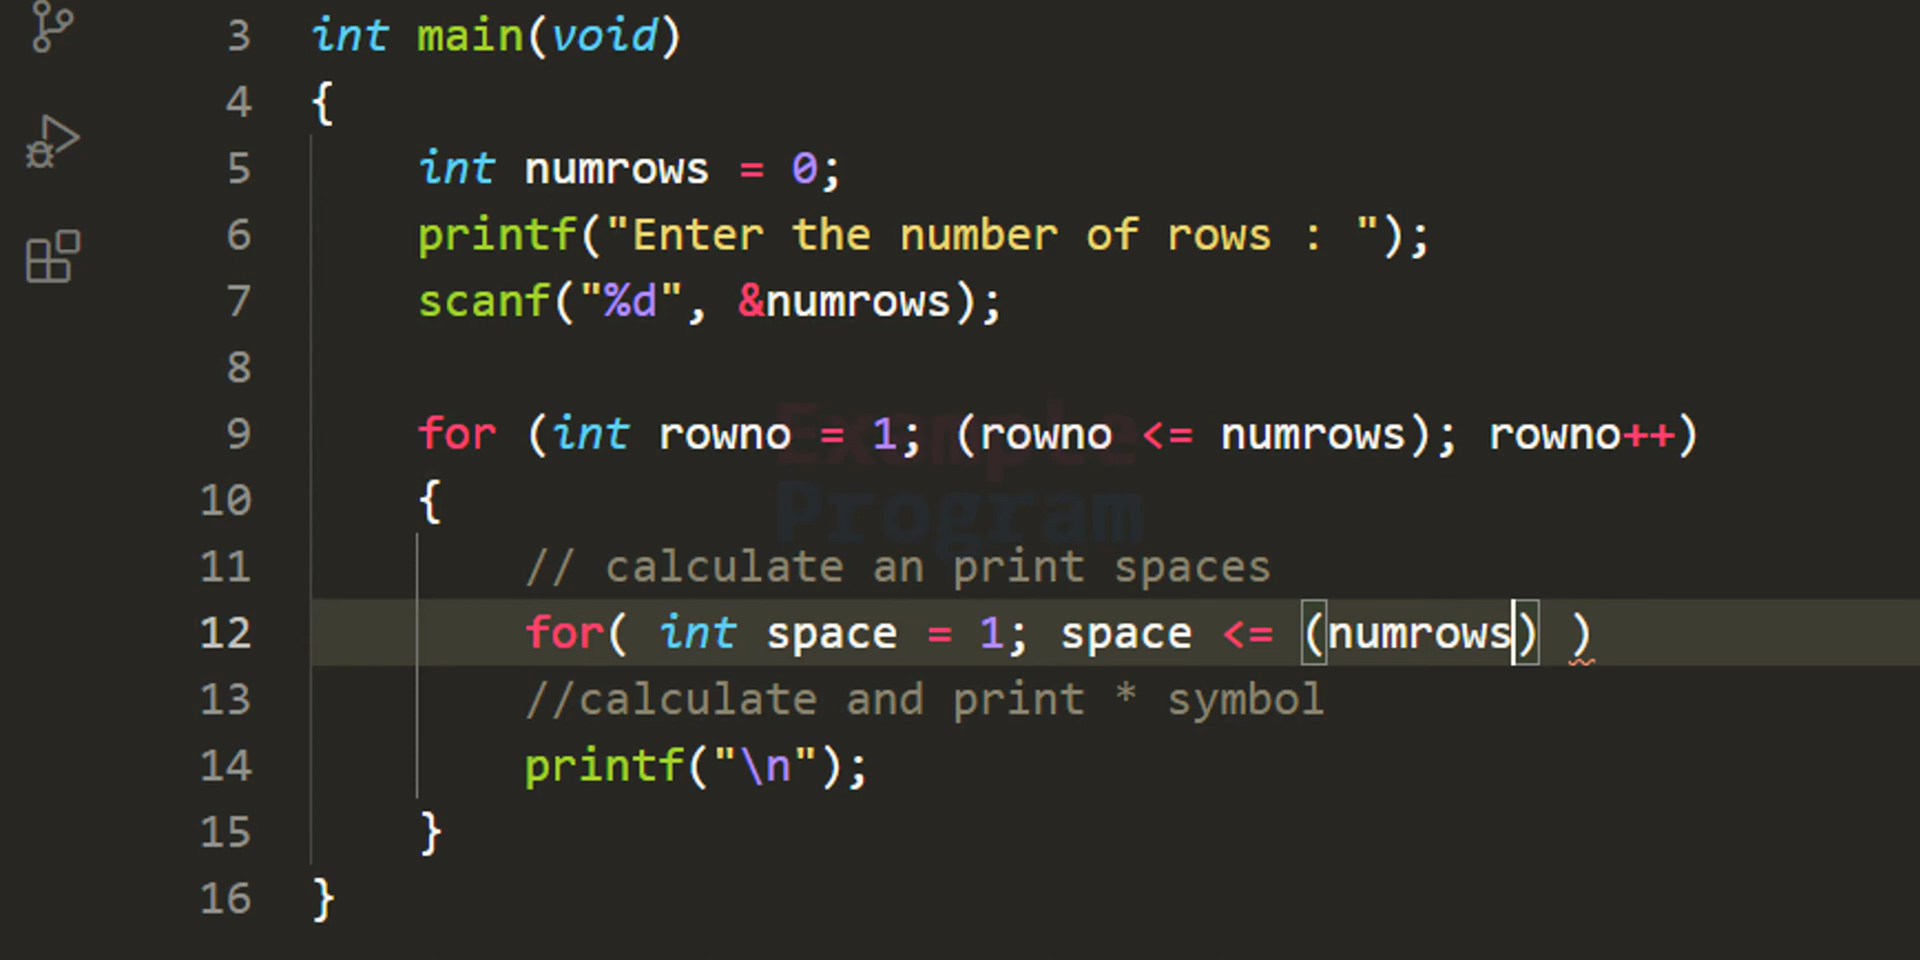 3 int main(void)
4 {
5 int numrows = 0;
6 printf("Enter the number of rows : ");
7 scanf("%d", &numrows);
8
9 for (int rowno = 1; (rowno <= numrows); rowno++)
10 {
11 // calculate an print spaces
12 for( int space = 1; space <= (numrows) )
13 //calculate and print * symbol
14 printf("\n");
15 }
16 }
Example
Program